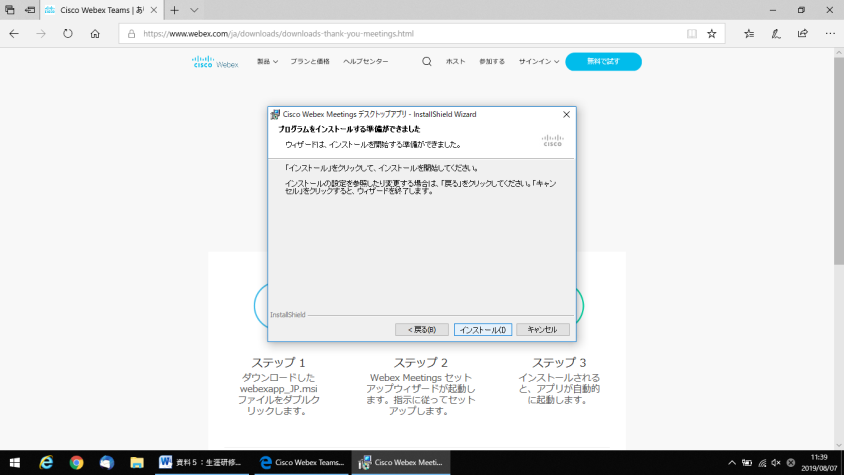 Cisco Webex Teams | あり
https://www.webex.com/ja/downloads/downloads-thank-you-meetings.html
cisco Webex
製品
プランと価格
ヘルプセンター
ホスト
参加する
サインイン
無料で試す
Cisco Webex Meetings デスクトップアプリ - InstallShield Wizard
プログラムをインストールする準備ができました
ウィザードは、インストールを開始する準備ができました。
CISCO
「インストール」をクリックして、インストールを開始してください。
インストールの設定を参照したり変更する場合は、「戻る」をクリックしてください。「キャン
セル」をクリックすると、ウィザードを終了します。
InstallShield
< 戻る(B)
インストール(I)
キャンセル
ステップ 1
ダウンロードした
webexapp_JP.msi
ファイルをダブルク
リックします。
ステップ 2
Webex Meetings セット
アップウィザードが起動し
ます。指示に従ってセット
アップします。
ステップ 3
インストールされる
と、アプリが自動的
に起動します。
資料５：生涯研修...
Cisco Webex Teams...
Cisco Webex Meeti...
11:39
2019/08/07